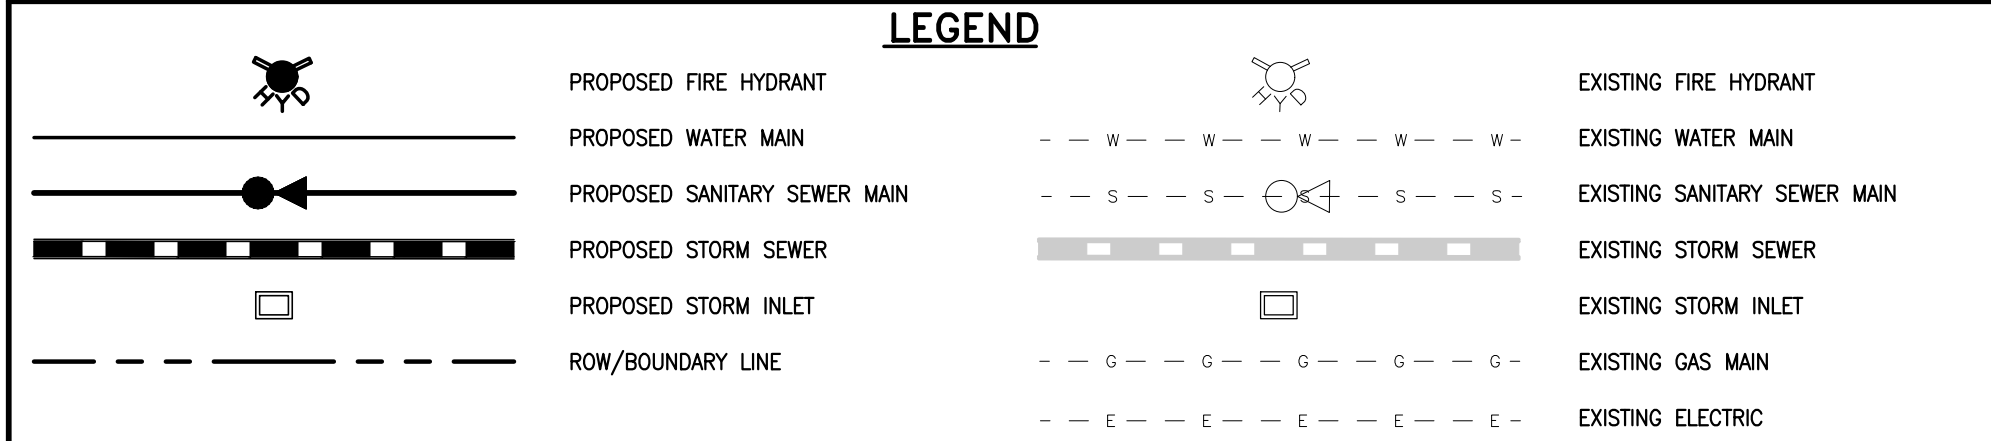 LEGEND
HYD PROPOSED FIRE HYDRANT HYD EXISTING FIRE HYDRANT
PROPOSED WATER MAIN W W W W W EXISTING WATER MAIN
PROPOSED SANITARY SEWER MAIN S S S S S EXISTING SANITARY SEWER MAIN
PROPOSED STORM SEWER EXISTING STORM SEWER
PROPOSED STORM INLET EXISTING STORM INLET
ROW/BOUNDARY LINE G G G G G EXISTING GAS MAIN
E E E E E EXISTING ELECTRIC